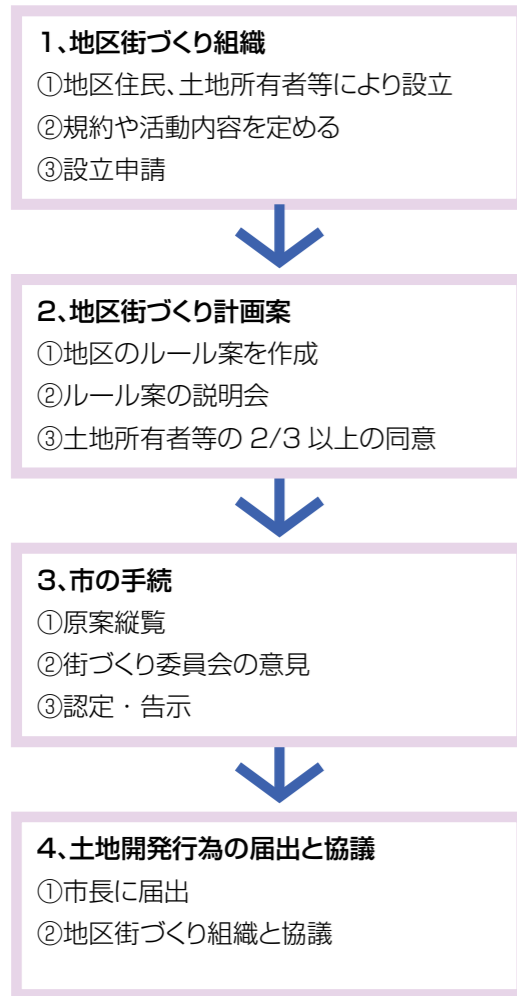 1、地区街づくり組織
①地区住民、土地所有者等により設立
②規約や活動内容を定める
③設立申請
2、地区街づくり計画案
①地区のルール案を作成
②ルール案の説明会
③土地所有者等の 2/3 以上の同意
3、市の手続
①原案縦覧
②街づくり委員会の意見
③認定・告示
4、土地開発行為の届出と協議
①市長に届出
②地区街づくり組織と協議